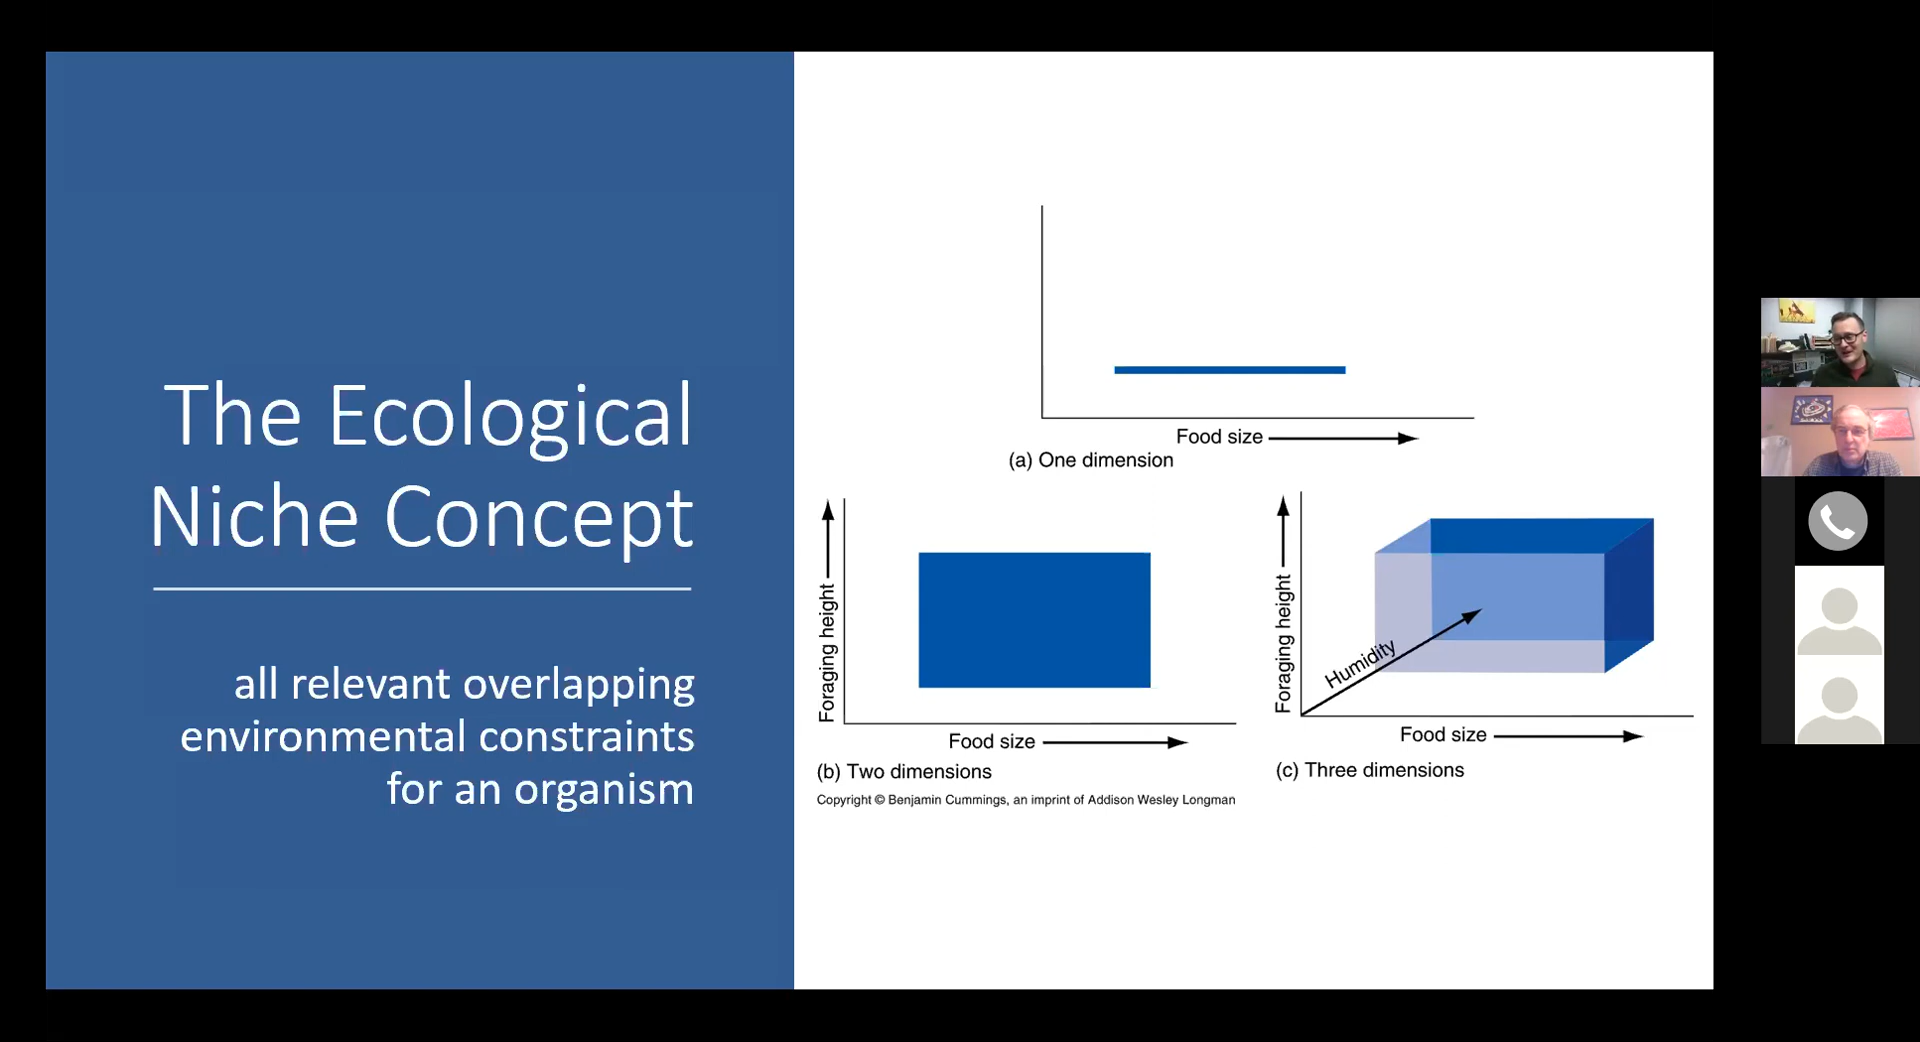 The Ecological
Niche Concept
all relevant overlapping
environmental constraints
for an organism
Food size
(a) One dimension
Foraging height
Food size
(b) Two dimensions
Copyright © Benjamin Cummings, an imprint of Addison Wesley Longman
Foraging height
Humidity
Food size
(c) Three dimensions